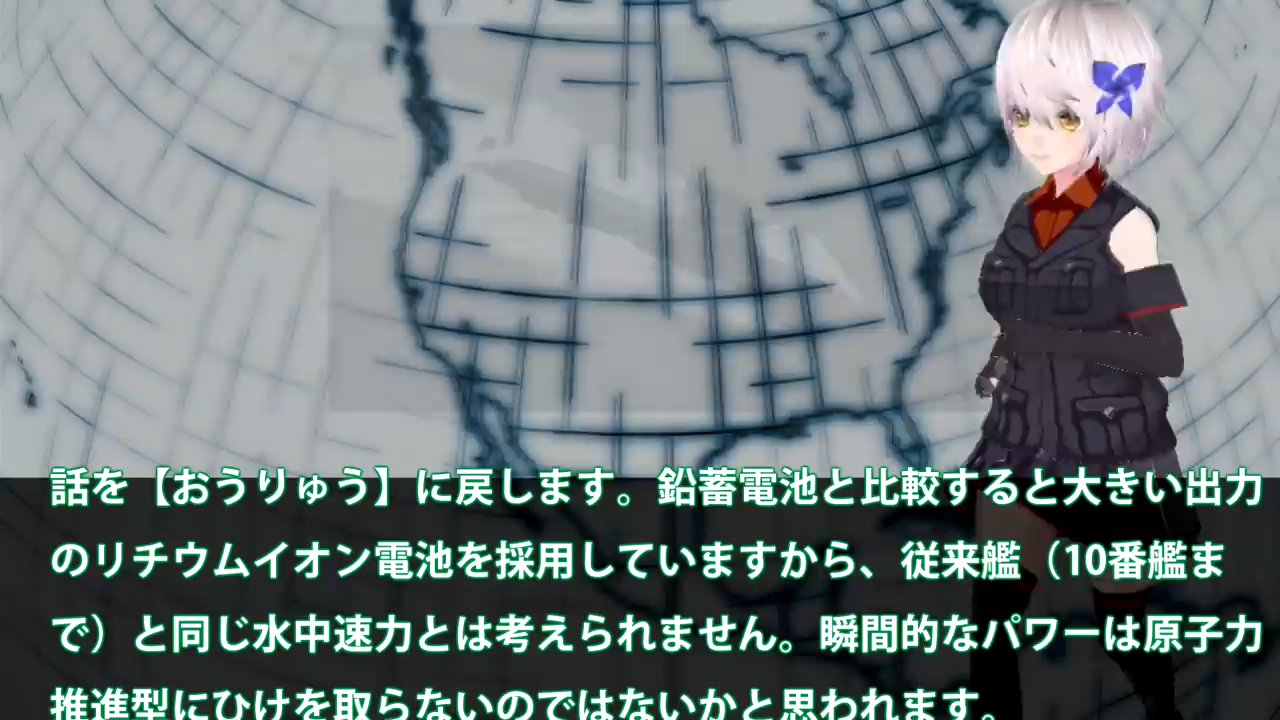 話を【おうりゅう】に戻します。鉛蓄電池と比較すると大きい出力
のリチウムイオン電池を採用していますから、従来艦（10番艦ま
で）と同じ水中速力とは考えられません。瞬間的なパワーは原子力
推進型にひけを取らないのではないかと思われます。